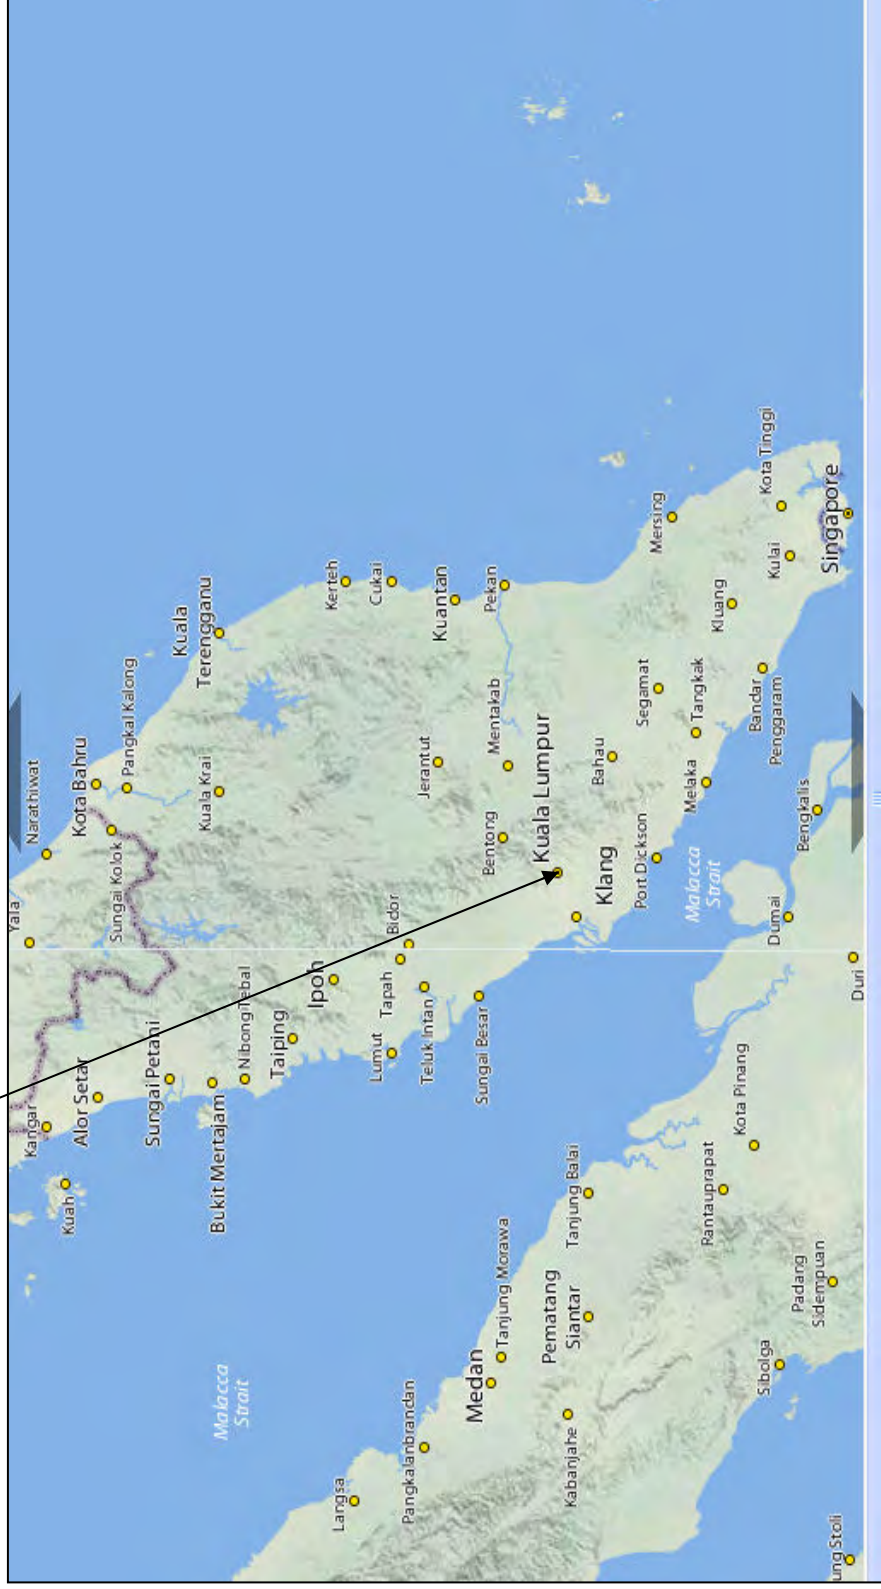 Yala
Narathiwat
Kangar
Kota Bahru
Sungai Kolok
Pangkal Kalong
Kuah
Alor Setar
Sungai Petani
Kuala
Terengganu
Kuala Krai
Bukit Mertajam
Nibong Tebal
Malacca
Strait
Taiping
Ipoh
Kerteh
Langsa
Lumut
Tapah
Bidor
Cukai
Pangkalanbrandan
Teluk Intan
Jerantut
Kuantan
Medan
Tanjung Morawa
Sungai Besar
Bentong
Mentakab
Pekan
Kuala Lumpur
Kabanjahe
Pematang
Siantar
Tanjung Balai
Klang
Bahau
Port Dickson
Segamat
Mersing
Malacca
Strait
Melaka
Tangkak
Rantauprapat
Kota Pinang
Kluang
Sibolga
Dumai
Bandar
Penggaram
Kulai
Kota Tinggi
Padang
Sidempuan
Bengkalis
Singapore
ung Stoli
Duri